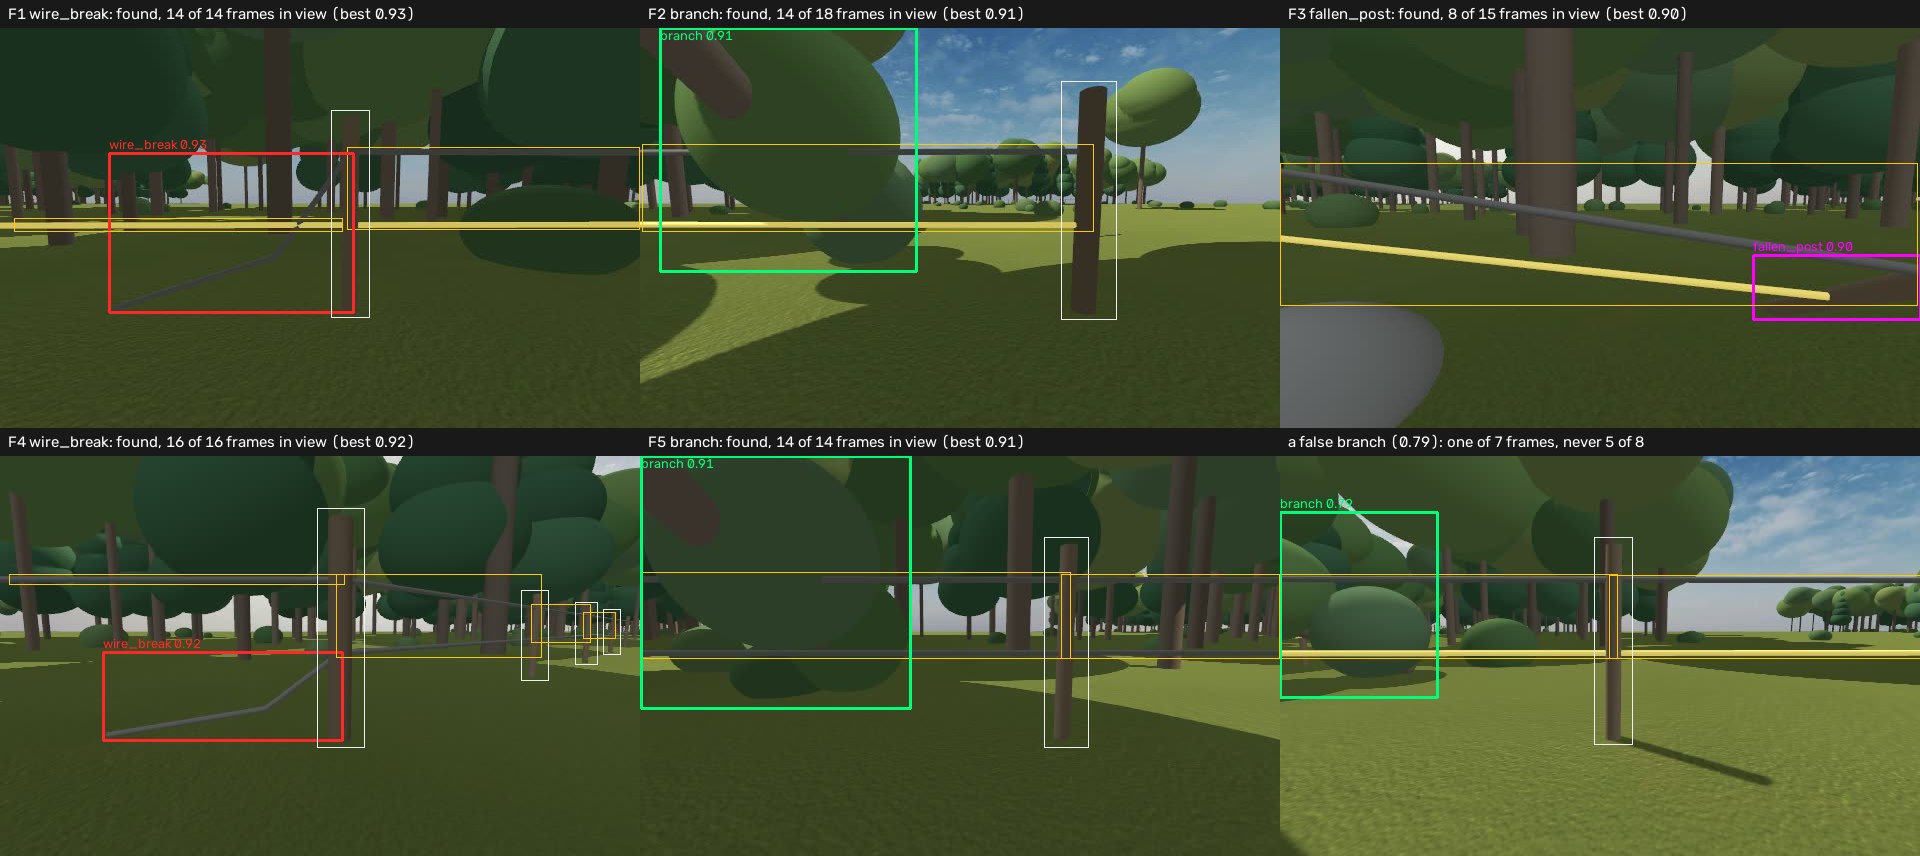 F1 wire_break: found, 14 of 14 frames in view (best 0.93)
F2 branch: found, 14 of 18 frames in view (best 0.91)
F3 fallen_post: found, 8 of 15 frames in view (best 0.90)
branch 0.91
wire_break 0.93
fallen_post 0.90
F4 wire_break: found, 16 of 16 frames in view (best 0.92)
F5 branch: found, 14 of 14 frames in view (best 0.91)
a false branch (0.79): one of 7 frames, never 5 of 8
branch 0.91
branch
wire_break 0.92